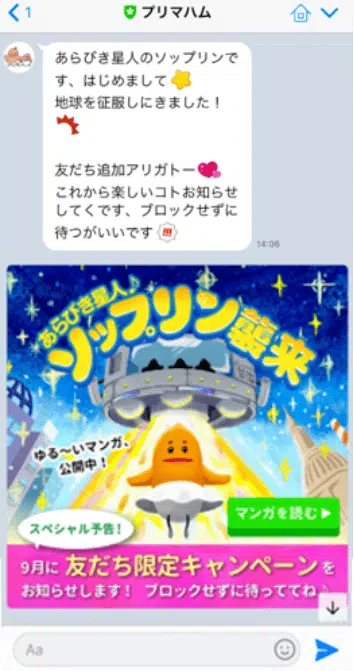 1
プリマハム
あらびき星人のソップリンで
す、はじめまして
地球を征服しにきました！
友だち追加アリガトー
これから楽しいコトお知らせ
してくです、ブロックせずに
待つがいいです
14:06
あらびき星人♪
ソップリン襲来
ゆる〜いマンガ、
公開中！
マンガを読む▶
スペシャル予告！
9月に 友だち限定キャンペーン を
お知らせします！ ブロックせずに待っててね♪
Aa